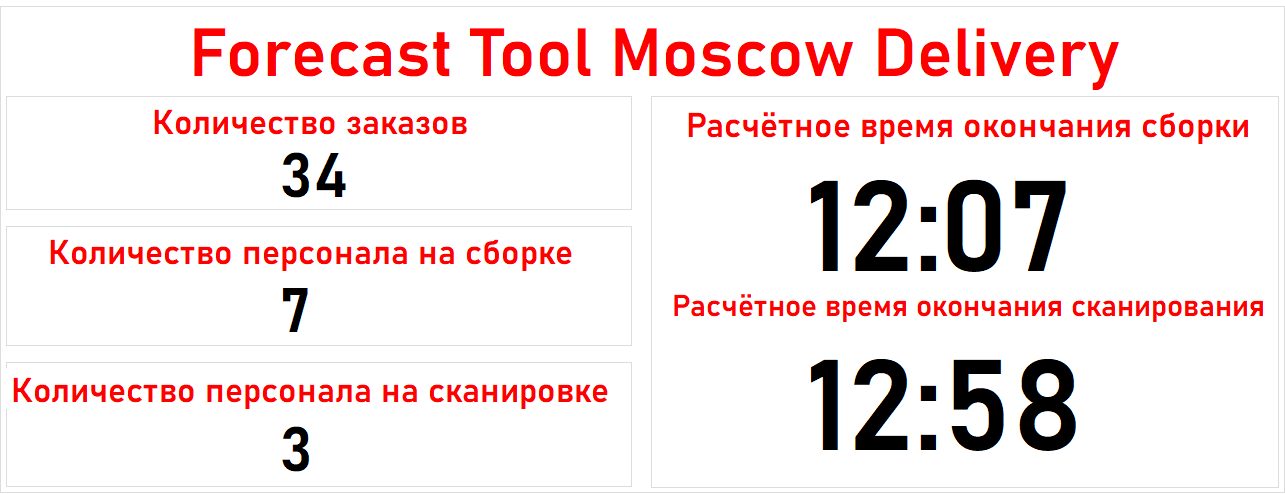 Forecast Tool Moscow Delivery
Количество заказов
34
Количество персонала на сборке
7
Количество персонала на сканировке
3
Расчётное время окончания сборки
12:07
Расчётное время окончания сканирования
12:58